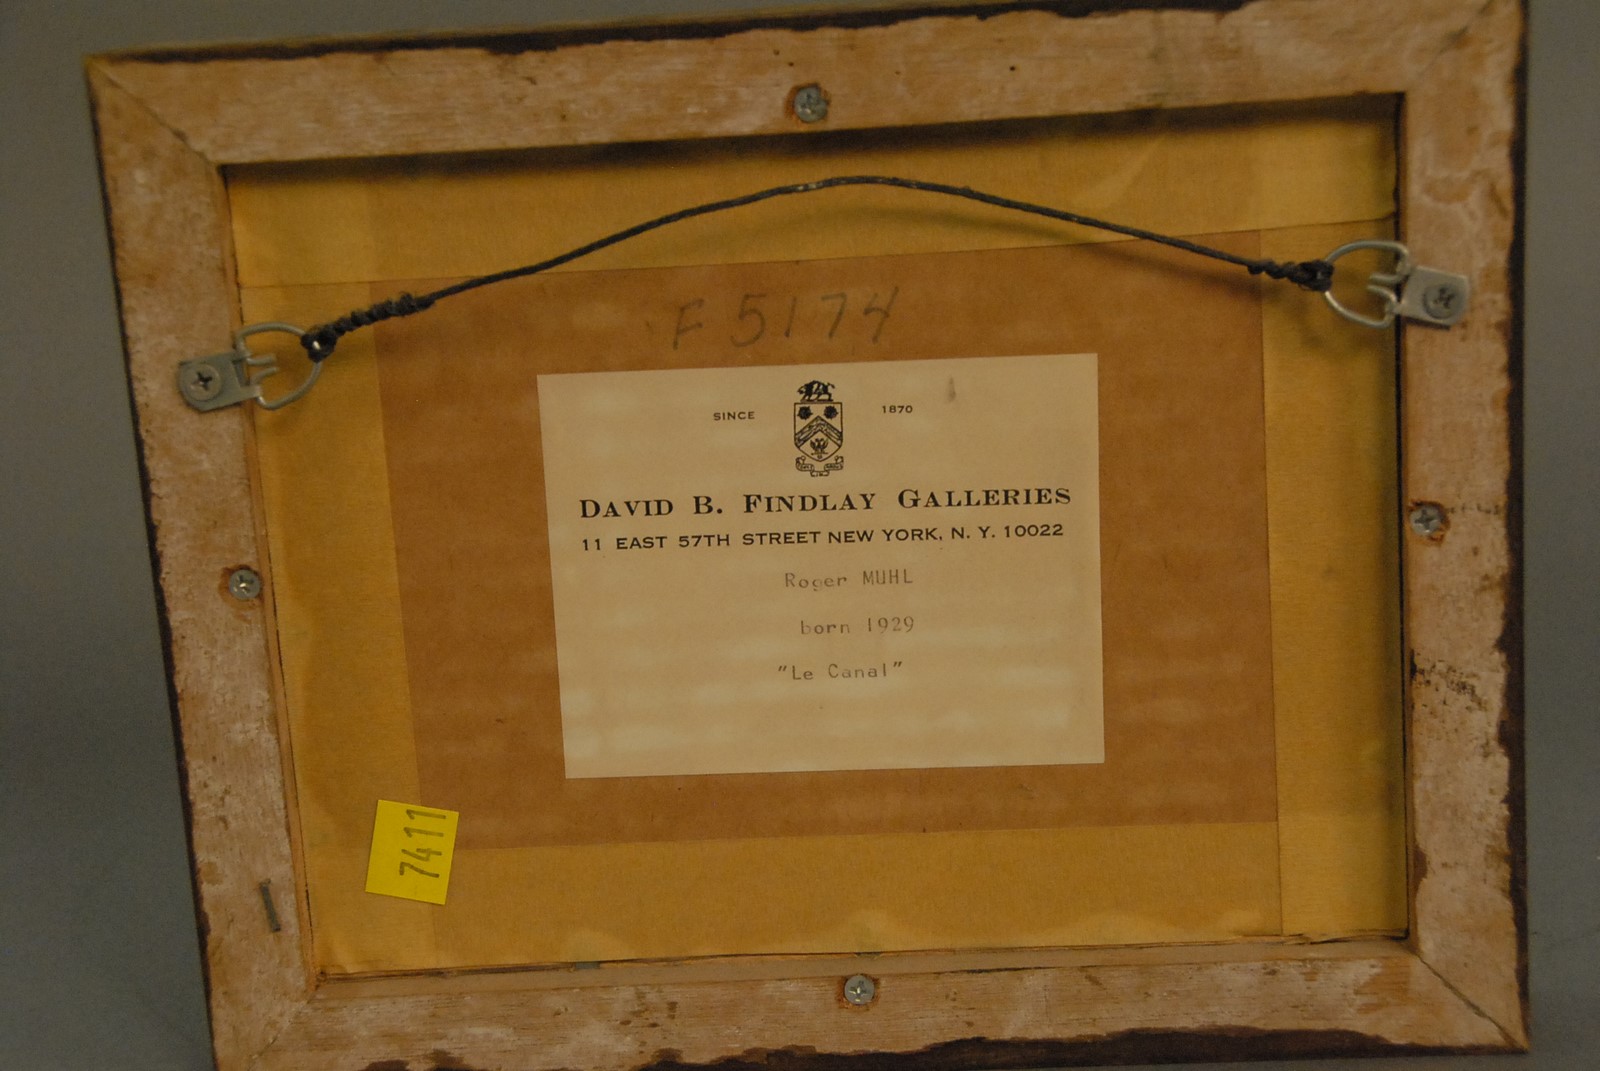 F 5174
SINCE 1870
DAVID B. FINDLAY GALLERIES
11 EAST 57TH STREET NEW YORK, N. Y. 10022
Roger MUHL
born 1929
"Le Canal"
7411